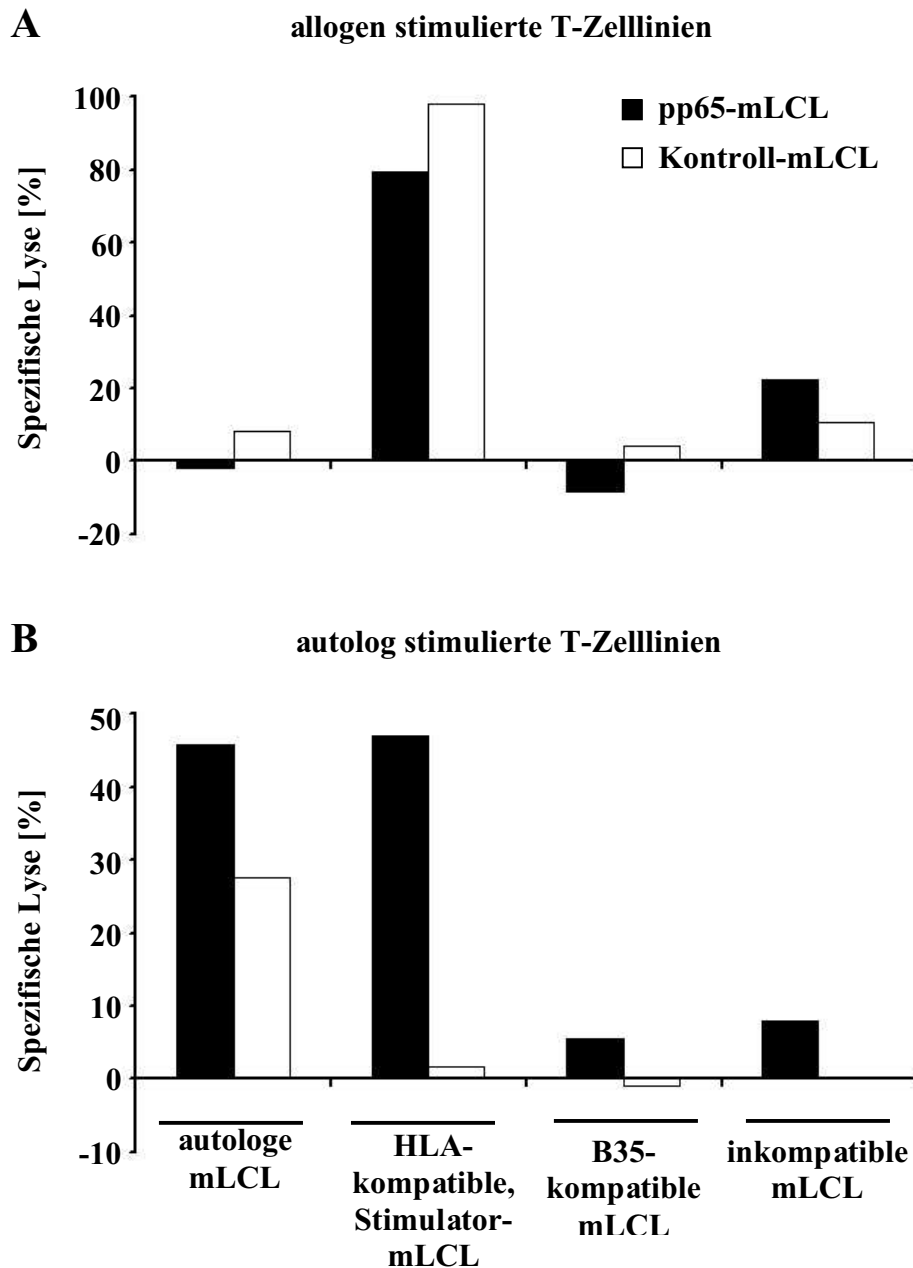 A
allogen stimulierte T-Zelllinien
Spezifische Lyse [%]
100
80
60
40
20
0
-20
pp65-mLCL
Kontroll-mLCL
B
autolog stimulierte T-Zelllinien
Spezifische Lyse [%]
50
40
30
20
10
0
-10
autologe
mLCL
HLA-
kompatible,
Stimulator-
mLCL
B35-
kompatible
mLCL
inkompatible
mLCL